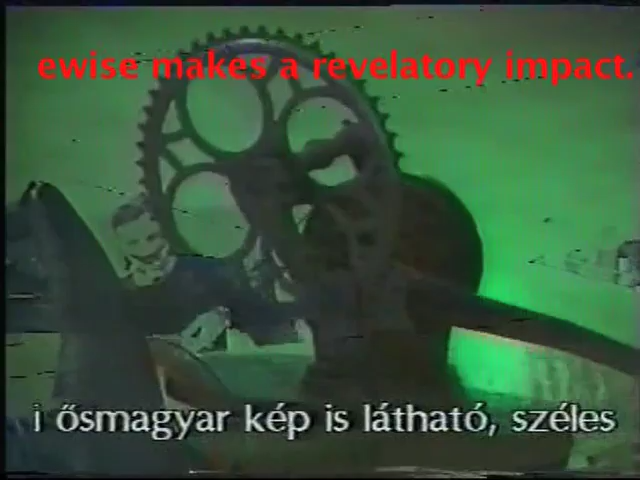 ewise makes a revelatory impact.
i ősmagyar kép is látható, széles